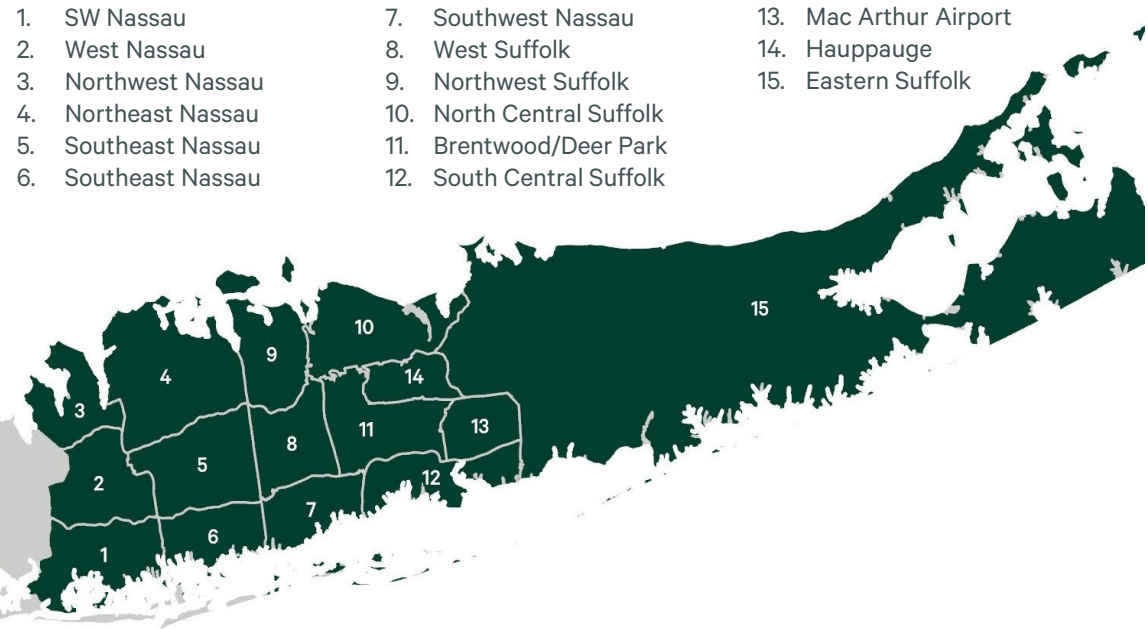 1. SW Nassau
2. West Nassau
3. Northwest Nassau
4. Northeast Nassau
5. Southeast Nassau
6. Southeast Nassau
7. Southwest Nassau
8. West Suffolk
9. Northwest Suffolk
10. North Central Suffolk
11. Brentwood/Deer Park
12. South Central Suffolk
13. Mac Arthur Airport
14. Hauppauge
15. Eastern Suffolk
15
10
9
4
14
3
13
11
8
5
12
2
7
6
1